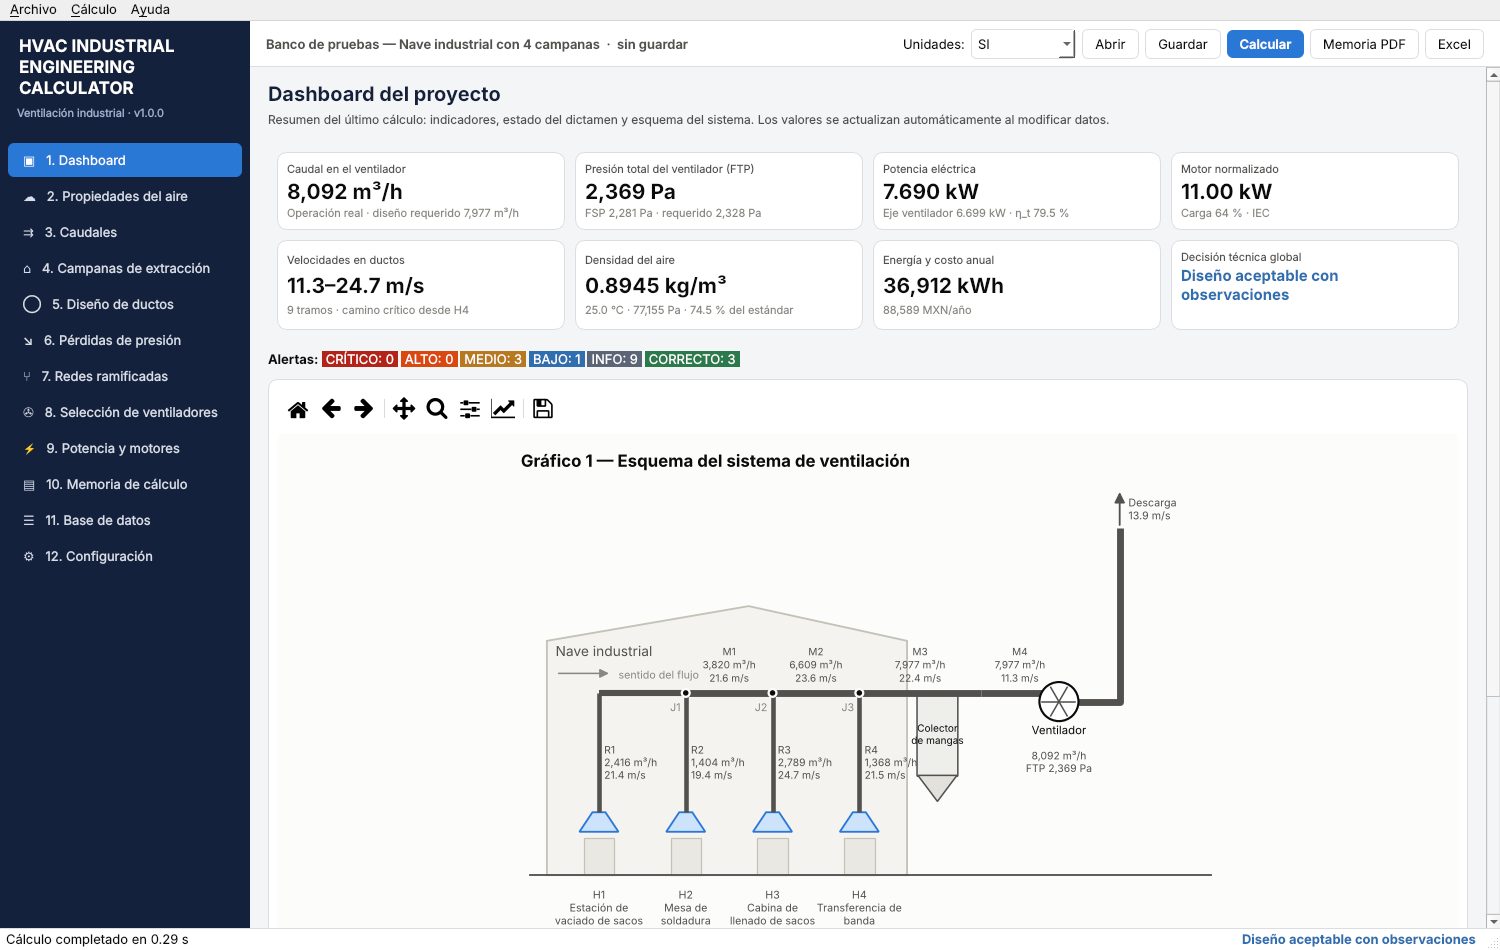 Archivo Cálculo Ayuda
HVAC INDUSTRIAL
ENGINEERING
CALCULATOR
Ventilación industrial · v1.0.0
1. Dashboard
2. Propiedades del aire
3. Caudales
4. Campanas de extracción
5. Diseño de ductos
6. Pérdidas de presión
7. Redes ramificadas
8. Selección de ventiladores
9. Potencia y motores
10. Memoria de cálculo
11. Base de datos
12. Configuración
Banco de pruebas — Nave industrial con 4 campanas · sin guardar
Unidades: SI Abrir Guardar Calcular Memoria PDF Excel
Dashboard del proyecto
Resumen del último cálculo: indicadores, estado del dictamen y esquema del sistema. Los valores se actualizan automáticamente al modificar datos.
Caudal en el ventilador
8,092 m³/h
Operación real · diseño requerido 7,977 m³/h
Presión total del ventilador (FTP)
2,369 Pa
FSP 2,281 Pa · requerido 2,328 Pa
Potencia eléctrica
7.690 kW
Eje ventilador 6.699 kW · η_t 79.5 %
Motor normalizado
11.00 kW
Carga 64 % · IEC
Velocidades en ductos
11.3–24.7 m/s
9 tramos · camino crítico desde H4
Densidad del aire
0.8945 kg/m³
25.0 °C · 77,155 Pa · 74.5 % del estándar
Energía y costo anual
36,912 kWh
88,589 MXN/año
Decisión técnica global
Diseño aceptable con
observaciones
Alertas: CRÍTICO: 0 ALTO: 0 MEDIO: 3 BAJO: 1 INFO: 9 CORRECTO: 3
Gráfico 1 — Esquema del sistema de ventilación
Descarga
13.9 m/s
Nave industrial
sentido del flujo
M1
3,820 m³/h
21.6 m/s
M2
6,609 m³/h
23.6 m/s
M3
7,977 m³/h
22.4 m/s
M4
7,977 m³/h
11.3 m/s
J1
J2
J3
Colector
de mangas
Ventilador
8,092 m³/h
FTP 2,369 Pa
R1
2,416 m³/h
21.4 m/s
R2
1,404 m³/h
19.4 m/s
R3
2,789 m³/h
24.7 m/s
R4
1,368 m³/h
21.5 m/s
H1
Estación de
vaciado de sacos
H2
Mesa de
soldadura
H3
Cabina de
llenado de sacos
H4
Transferencia de
banda
Cálculo completado en 0.29 s
Diseño aceptable con observaciones